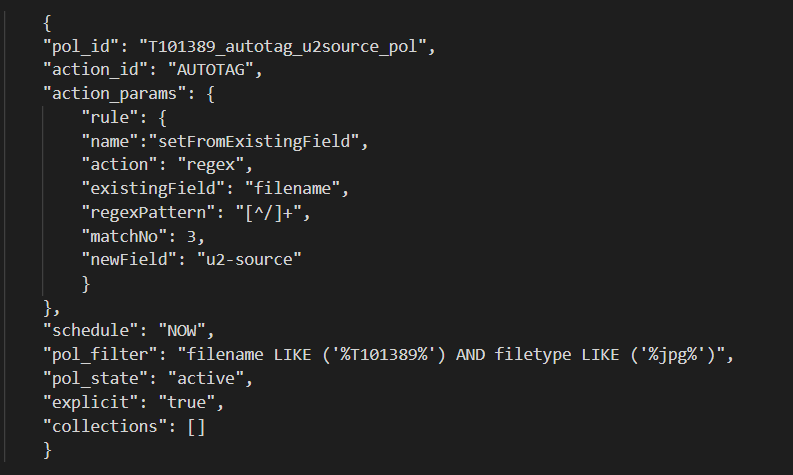 {
"pol_id": "T101389_autotag_u2source_pol",
"action_id": "AUTOTAG",
"action_params": {
"rule": {
"name":"setFromExistingField",
"action": "regex",
"existingField": "filename",
"regexPattern": "[^/]+",
"matchNo": 3,
"newField": "u2-source"
}
},
"schedule": "NOW",
"pol_filter": "filename LIKE ('%T101389%') AND filetype LIKE ('%jpg%')",
"pol_state": "active",
"explicit": "true",
"collections": []
}